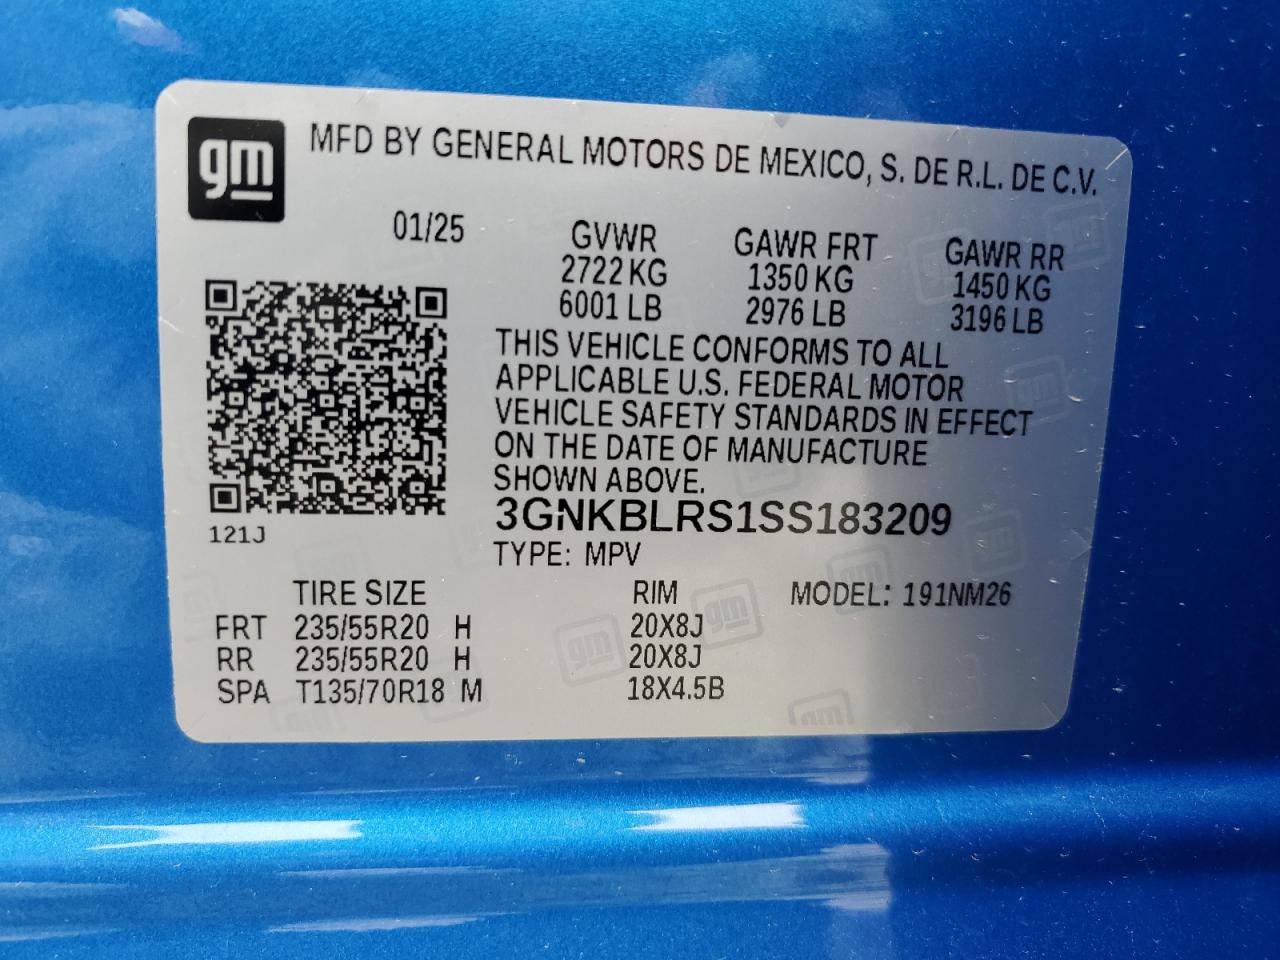 gm MFD BY GENERAL MOTORS DE MEXICO, S. DE R.L. DE C.V.
01/25 GVWR GAWR FRT GAWR RR
2722 KG 1350 KG 1450 KG
6001 LB 2976 LB 3196 LB
THIS VEHICLE CONFORMS TO ALL
APPLICABLE U.S. FEDERAL MOTOR
VEHICLE SAFETY STANDARDS IN EFFECT
ON THE DATE OF MANUFACTURE
SHOWN ABOVE.
3GNKBLRS1SS183209
121J
TYPE: MPV
TIRE SIZE RIM MODEL: 191NM26
FRT 235/55R20 H 20X8J
RR 235/55R20 H 20X8J
SPA T135/70R18 M 18X4.5B